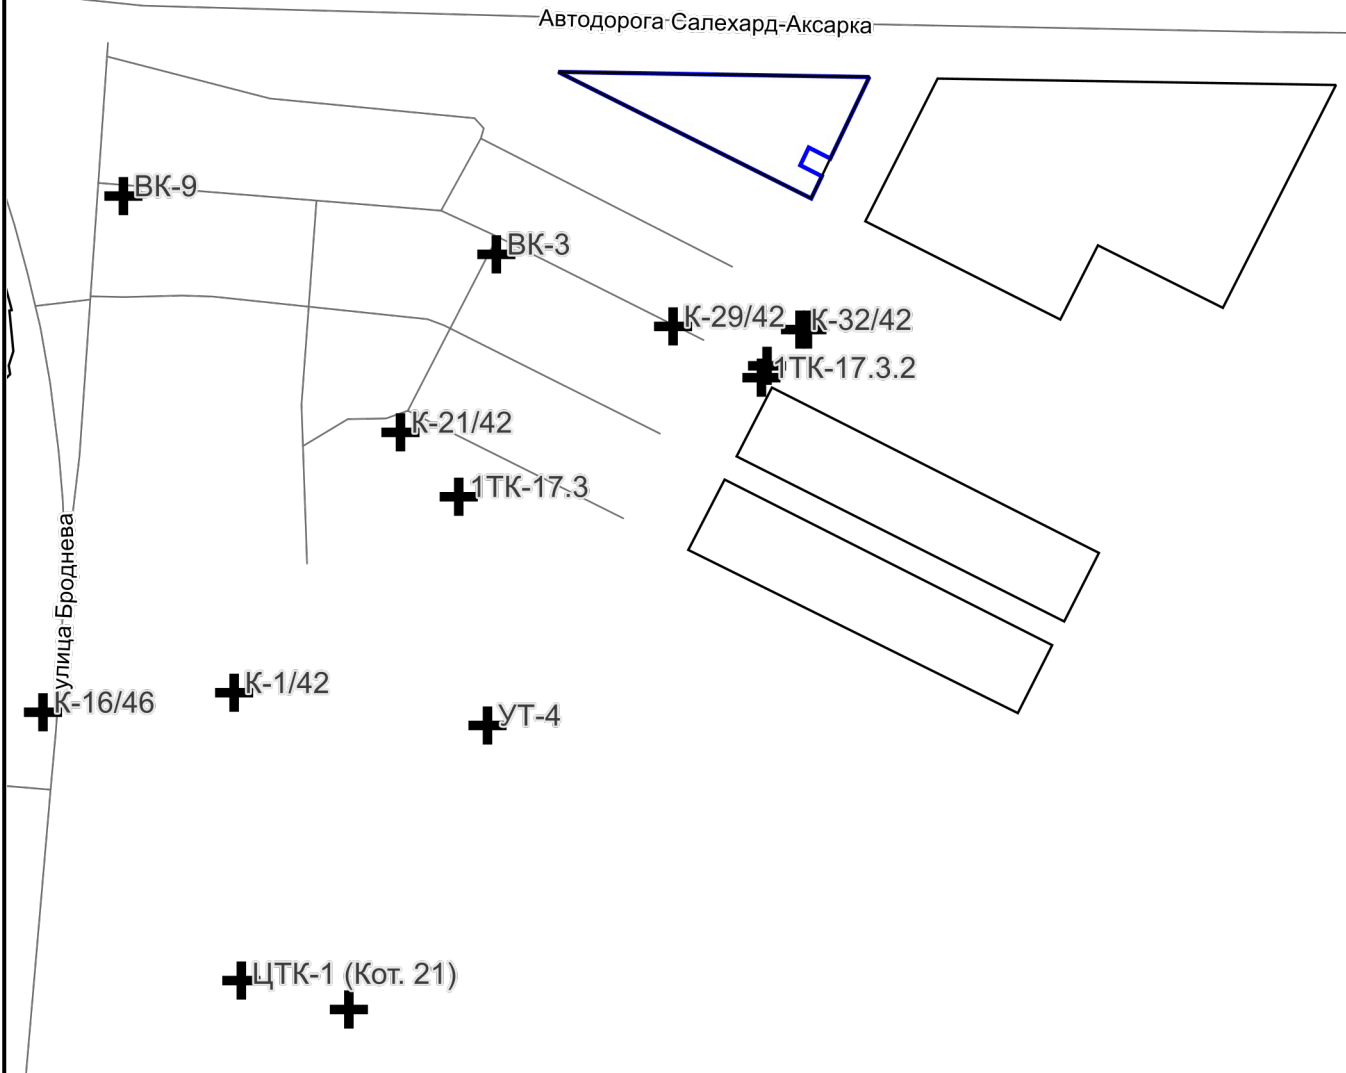 Автодорога Салехард-Аксарка
ВК-9
ВК-3
К-29/42
К-32/42
1ТК-17.3.2
К-21/42
1ТК-17.3
улица Броднева
К-1/42
К-16/46
УТ-4
ЦТК-1 (Кот. 21)